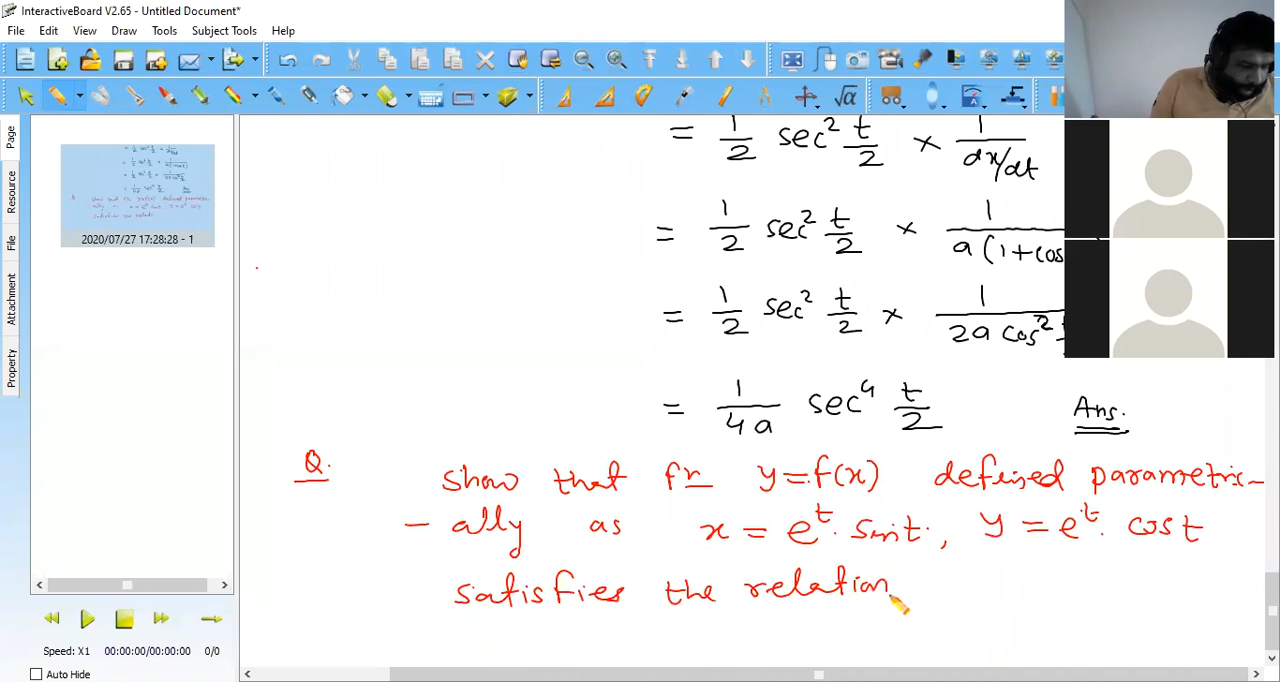 InteractiveBoard V2.65 - Untitled Document*
File Edit View Draw Tools Subject Tools Help
Page
Resource
File
Attachment
Property
2020/07/27 17:28:28 - 1
Speed: X1 00:00:00/00:00:00 0/0
Auto Hide
= 1/2 sec² t/2 × 1/(dx/dt)
= 1/2 sec² t/2 × 1/a(1+cos
= 1/2 sec² t/2 × 1/2a cos²
= 1/4a sec⁴ t/2 Ans.
Q. show that fn y=f(x) defined parametric-
- ally as x = e^t. sint., y = e^t. cost
satisfies the relation